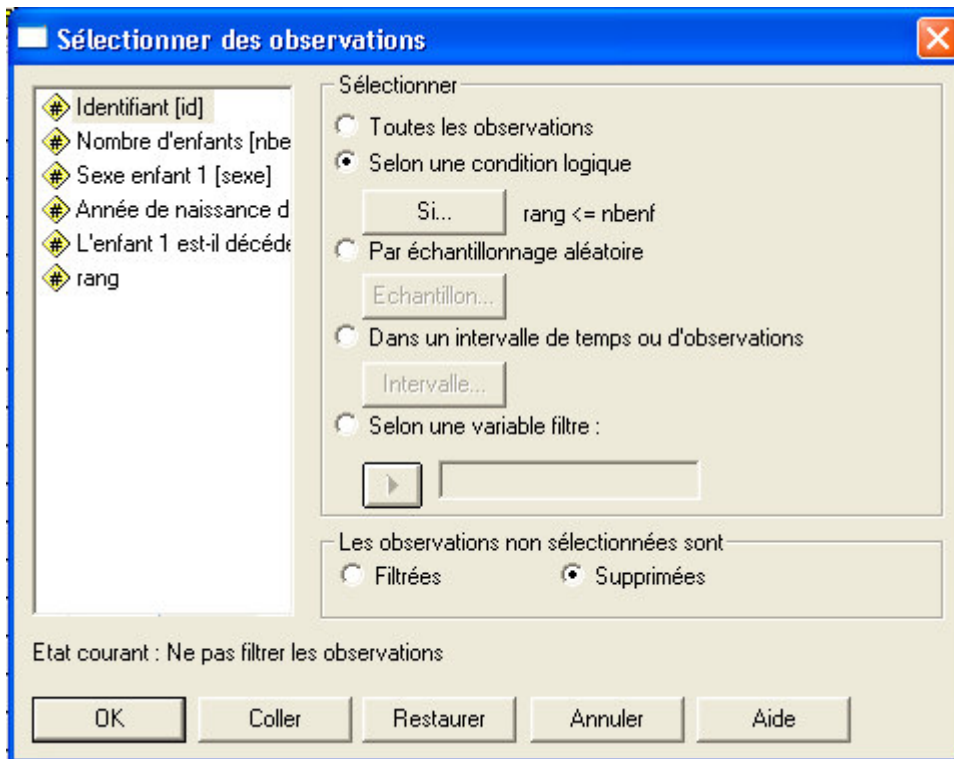 Sélectionner des observations
Identifiant [id]
Nombre d'enfants [nbe
Sexe enfant 1 [sexe]
Année de naissance d
L'enfant 1 est-il décédé
rang
Sélectionner
Toutes les observations
Selon une condition logique
Si... rang <= nbenf
Par échantillonnage aléatoire
Echantillon...
Dans un intervalle de temps ou d'observations
Intervalle...
Selon une variable filtre :
Les observations non sélectionnées sont
Filtrées Supprimées
Etat courant : Ne pas filtrer les observations
OK Coller Restaurer Annuler Aide